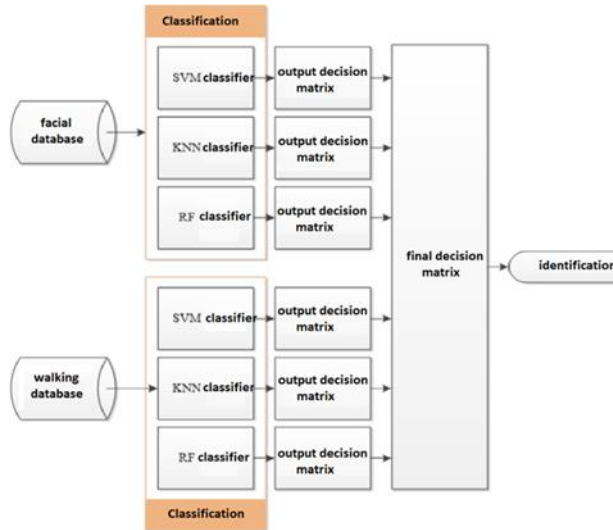 Classification
facial
database
SVM classifier
output decision
matrix
KNN classifier
output decision
matrix
RF classifier
output decision
matrix
final decision
matrix
identification
walking
database
SVM classifier
output decision
matrix
KNN classifier
output decision
matrix
RF classifier
output decision
matrix
Classification